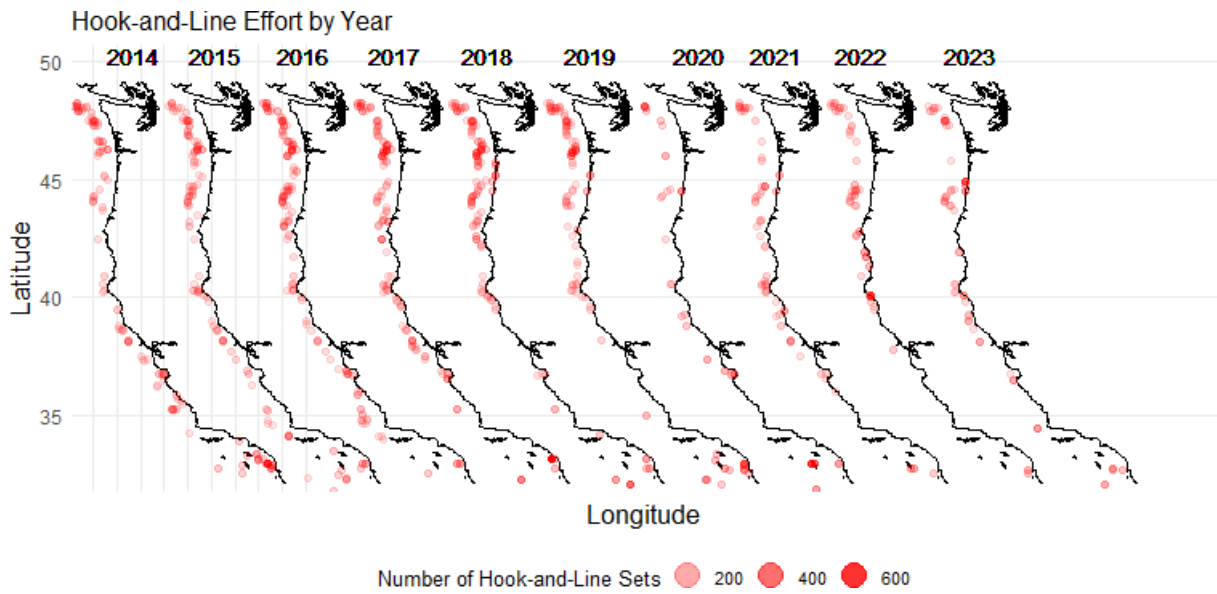 Hook-and-Line Effort by Year
50
2014 2015 2016 2017 2018 2019 2020 2021 2022 2023
45
Latitude
40
35
Longitude
Number of Hook-and-Line Sets 200 400 600